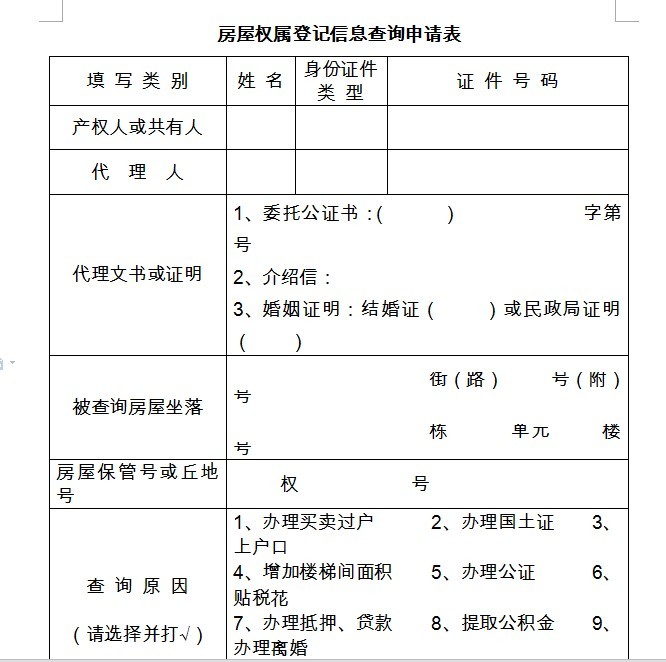 房屋权属登记信息查询申请表
填 写 类 别 姓 名 身份证件 类 型 证 件 号 码
产权人或共有人
代 理 人
代理文书或证明
1、委托公证书：( ) 字第
号
2、介绍信：
3、婚姻证明：结婚证（ ）或民政局证明
（ ）
被查询房屋坐落
街（路） 号（附）
号
栋 单元 楼
号
房屋保管号或丘地
号
权 号
查 询 原 因
（请选择并打√）
1、办理买卖过户 2、办理国土证 3、
上户口
4、增加楼梯间面积 5、办理公证 6、
贴税花
7、办理抵押、贷款 8、提取公积金 9、
办理离婚